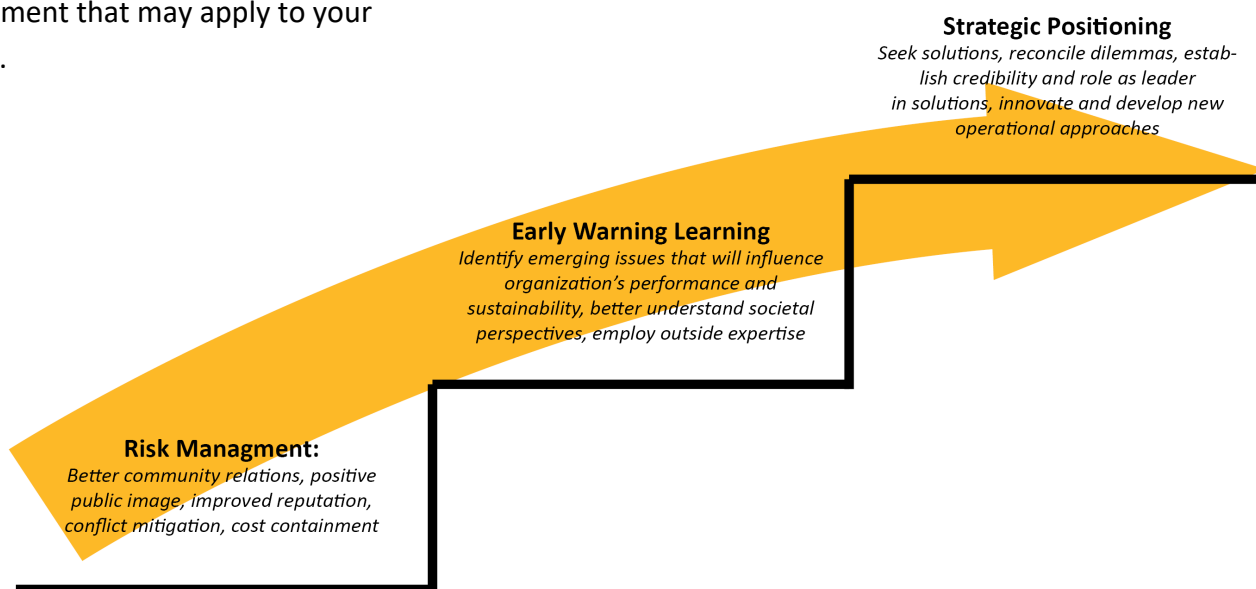 ment that may apply to your
.
Strategic Positioning
Seek solutions, reconcile dilemmas, estab-
lish credibility and role as leader
in solutions, innovate and develop new
operational approaches
Early Warning Learning
Identify emerging issues that will influence
organization’s performance and
sustainability, better understand societal
perspectives, employ outside expertise
Risk Managment:
Better community relations, positive
public image, improved reputation,
conflict mitigation, cost containment